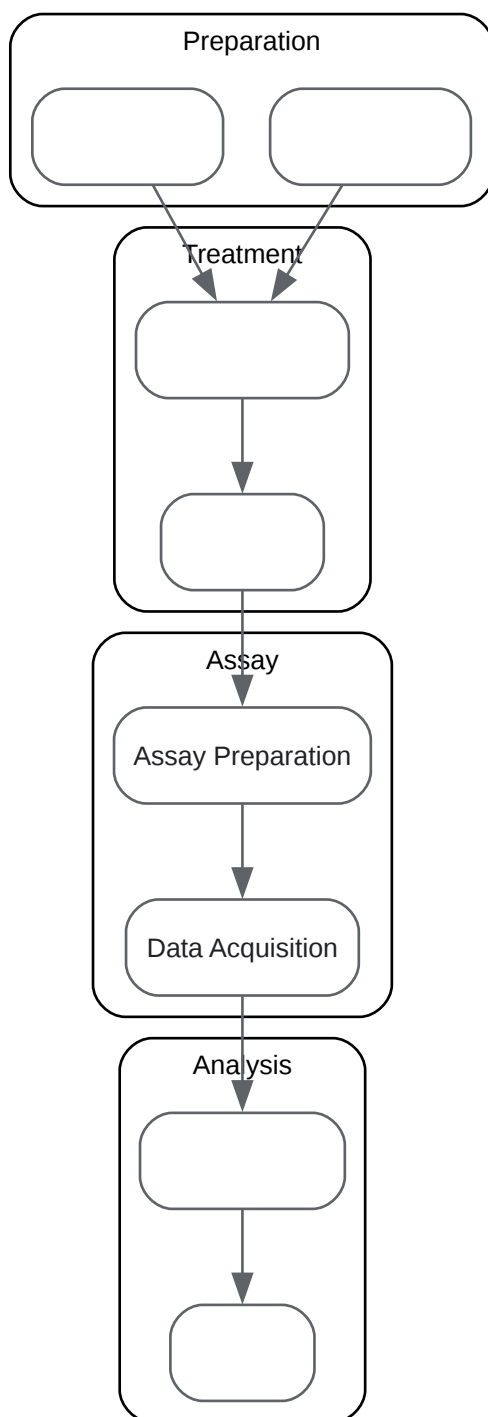 Preparation
Treatment
Assay
Assay Preparation
Data Acquisition
Analysis